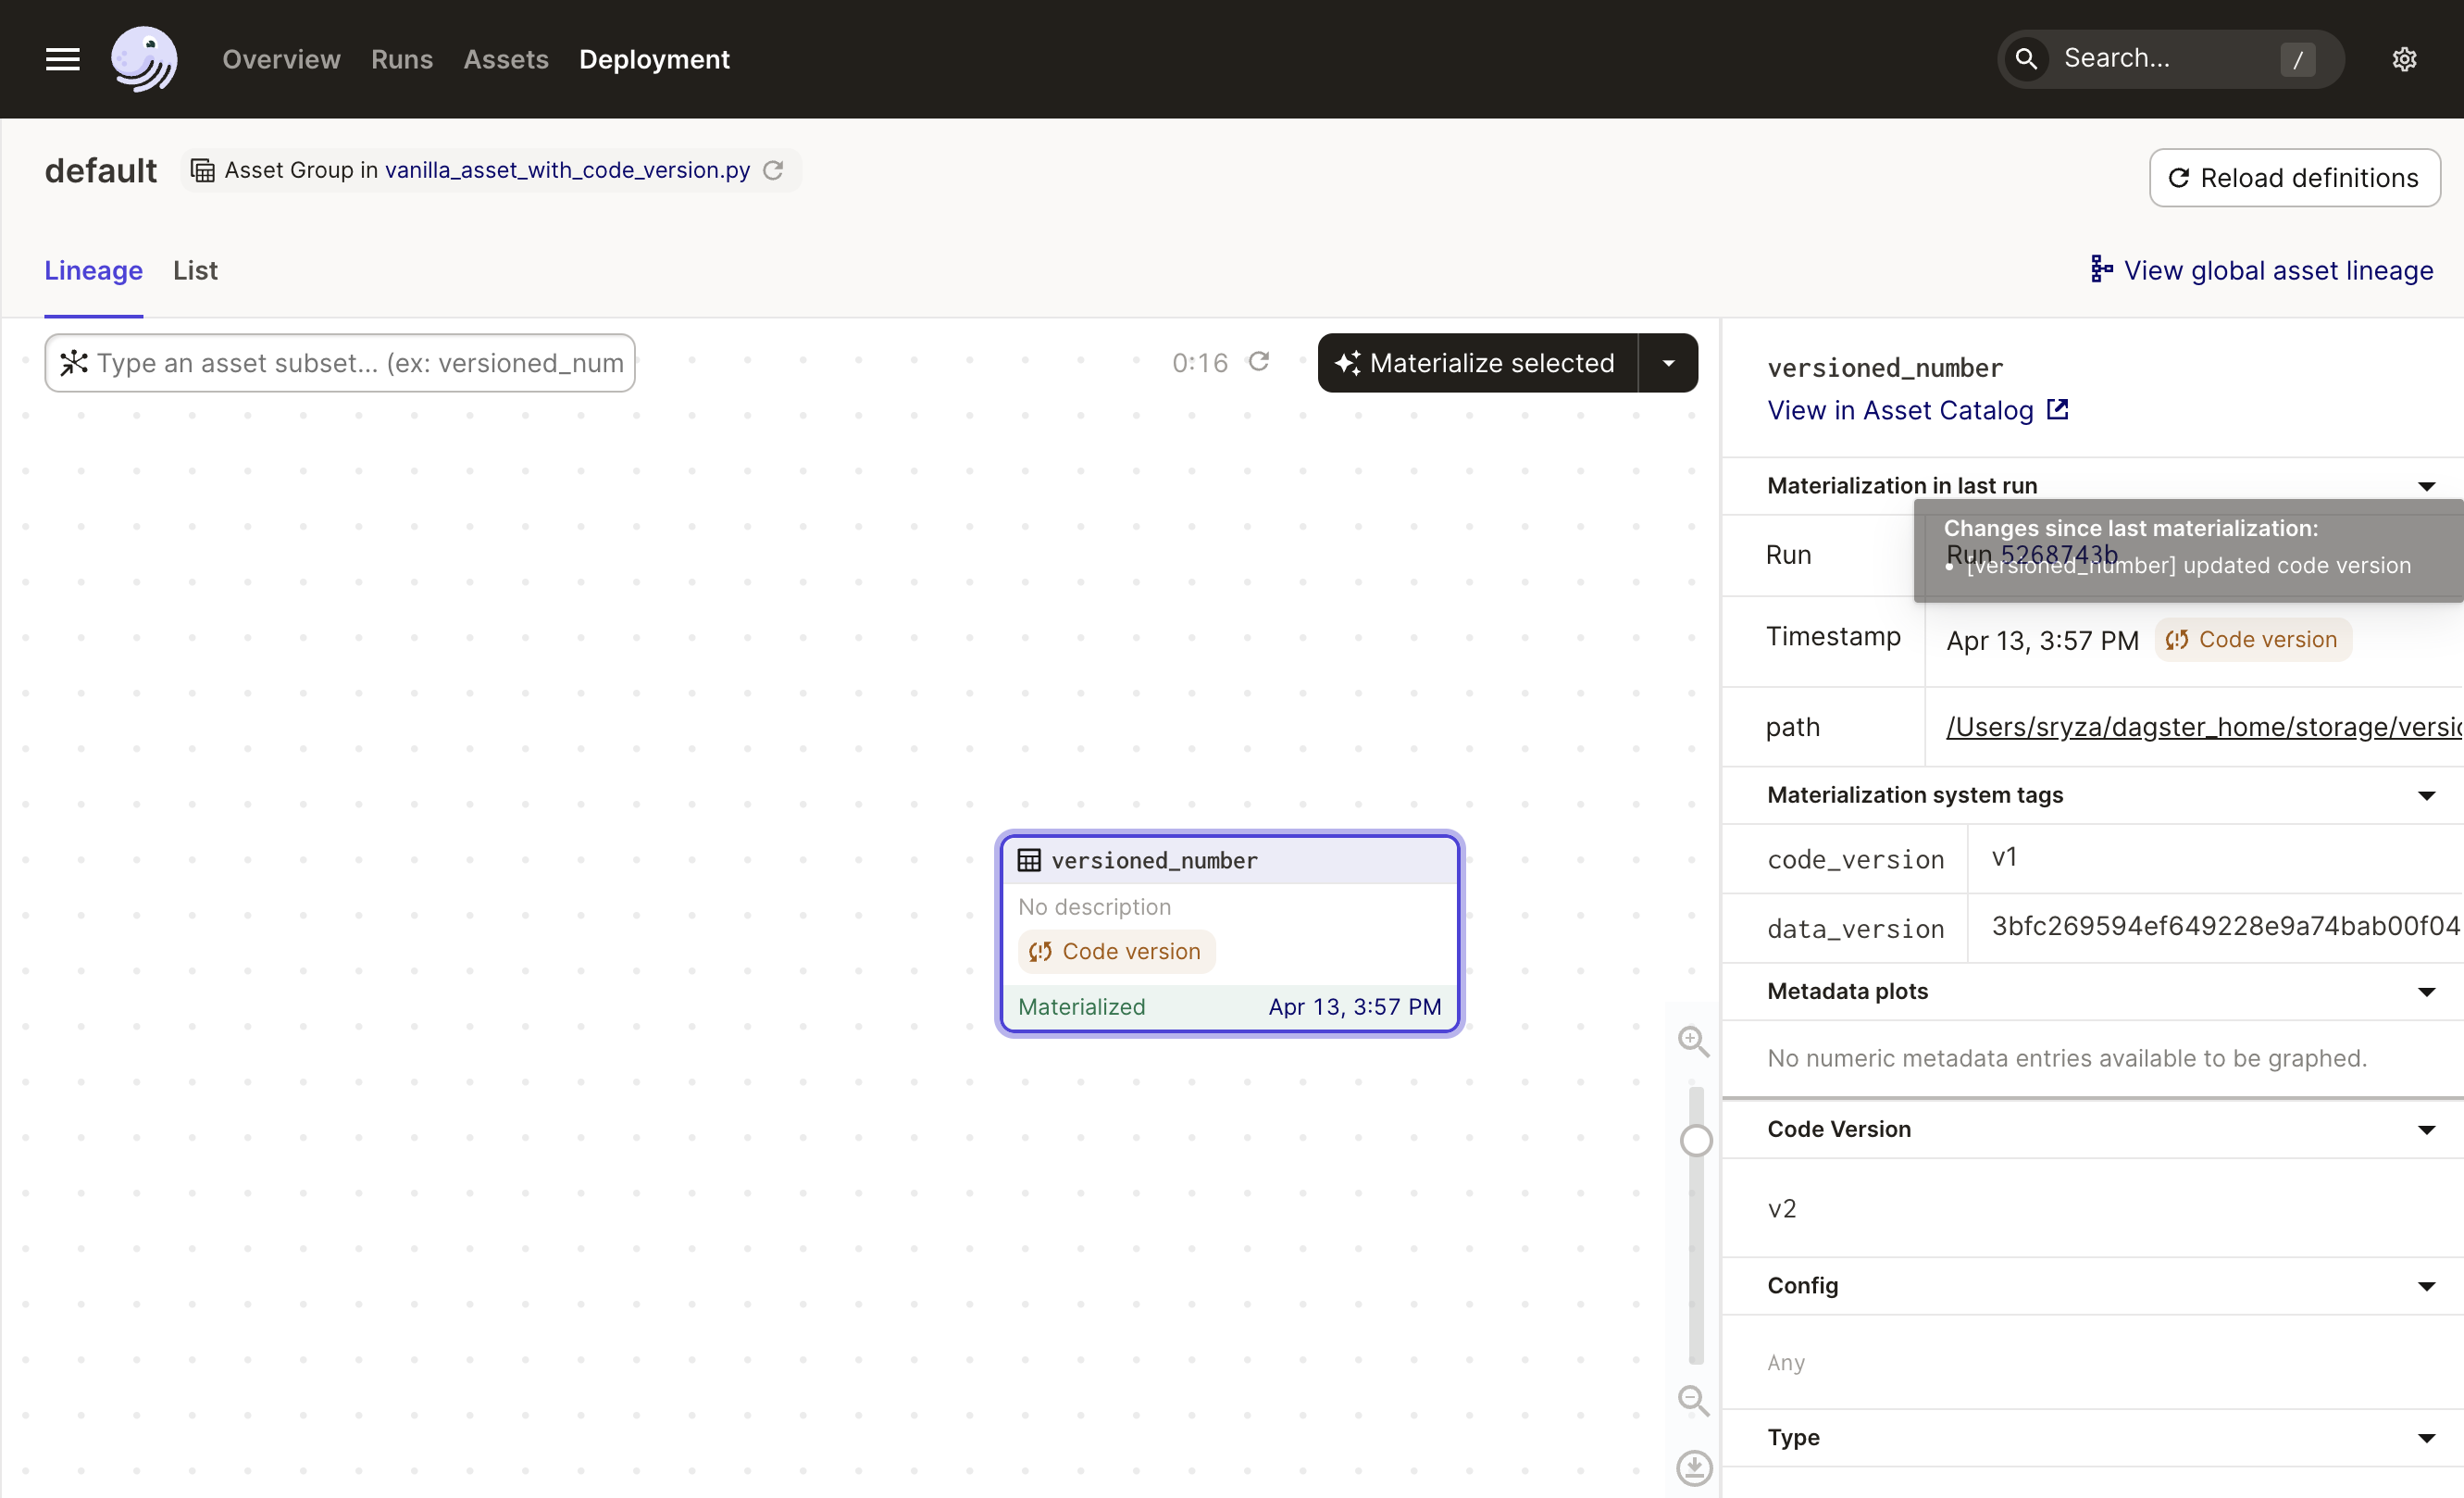 Overview Runs Assets Deployment Search... /
default Asset Group in vanilla_asset_with_code_version.py Reload definitions
Lineage List View global asset lineage
Type an asset subset... (ex: versioned_num 0:16 Materialize selected
versioned_number
No description
Code version
Materialized Apr 13, 3:57 PM
versioned_number
View in Asset Catalog
Materialization in last run
Changes since last materialization:
• [versioned_number] updated code version
Run Run 5268743b
Timestamp Apr 13, 3:57 PM Code version
path /Users/sryza/dagster_home/storage/versi
Materialization system tags
code_version v1
data_version 3bfc269594ef649228e9a74bab00f04
Metadata plots
No numeric metadata entries available to be graphed.
Code Version
v2
Config
Any
Type